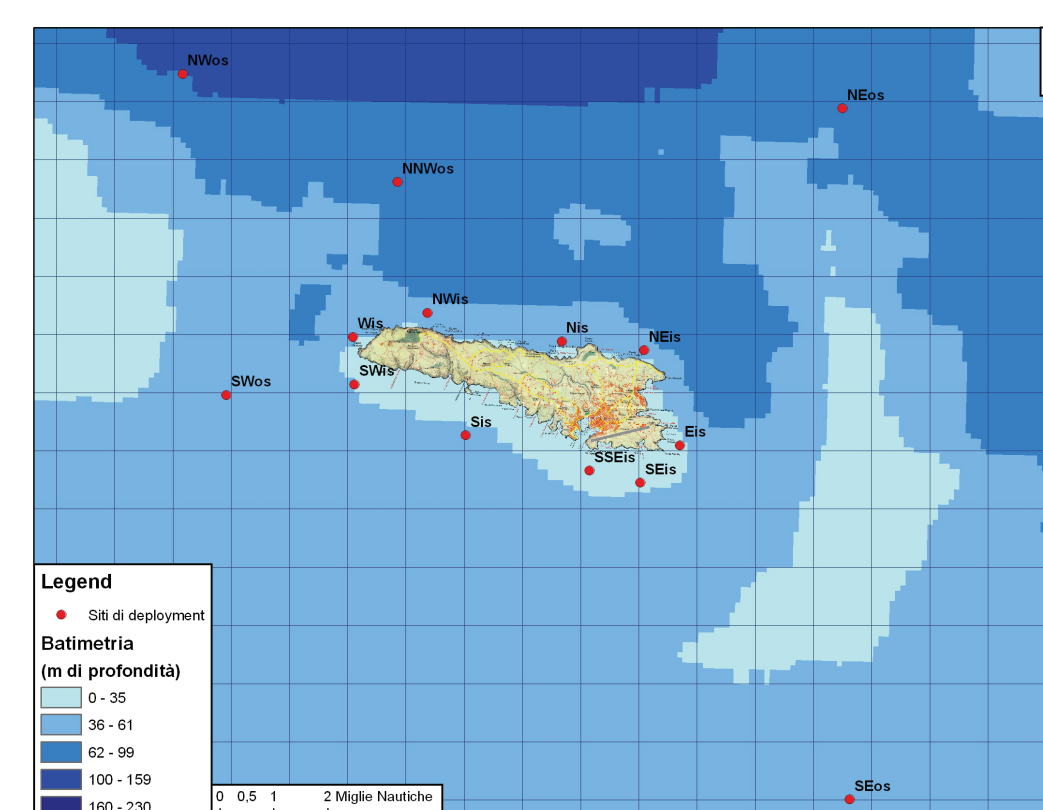 NWos
NEos
NNWos
NWis
Wis
Nis
NEis
SWis
SWos
Sis
Eis
SSEis
SEis
Legend
Siti di deployment
Batimetria
(m di profondità)
0 - 35
36 - 61
62 - 99
100 - 159
160 - 230
0 0,5 1 2 Miglie Nautiche
SEos